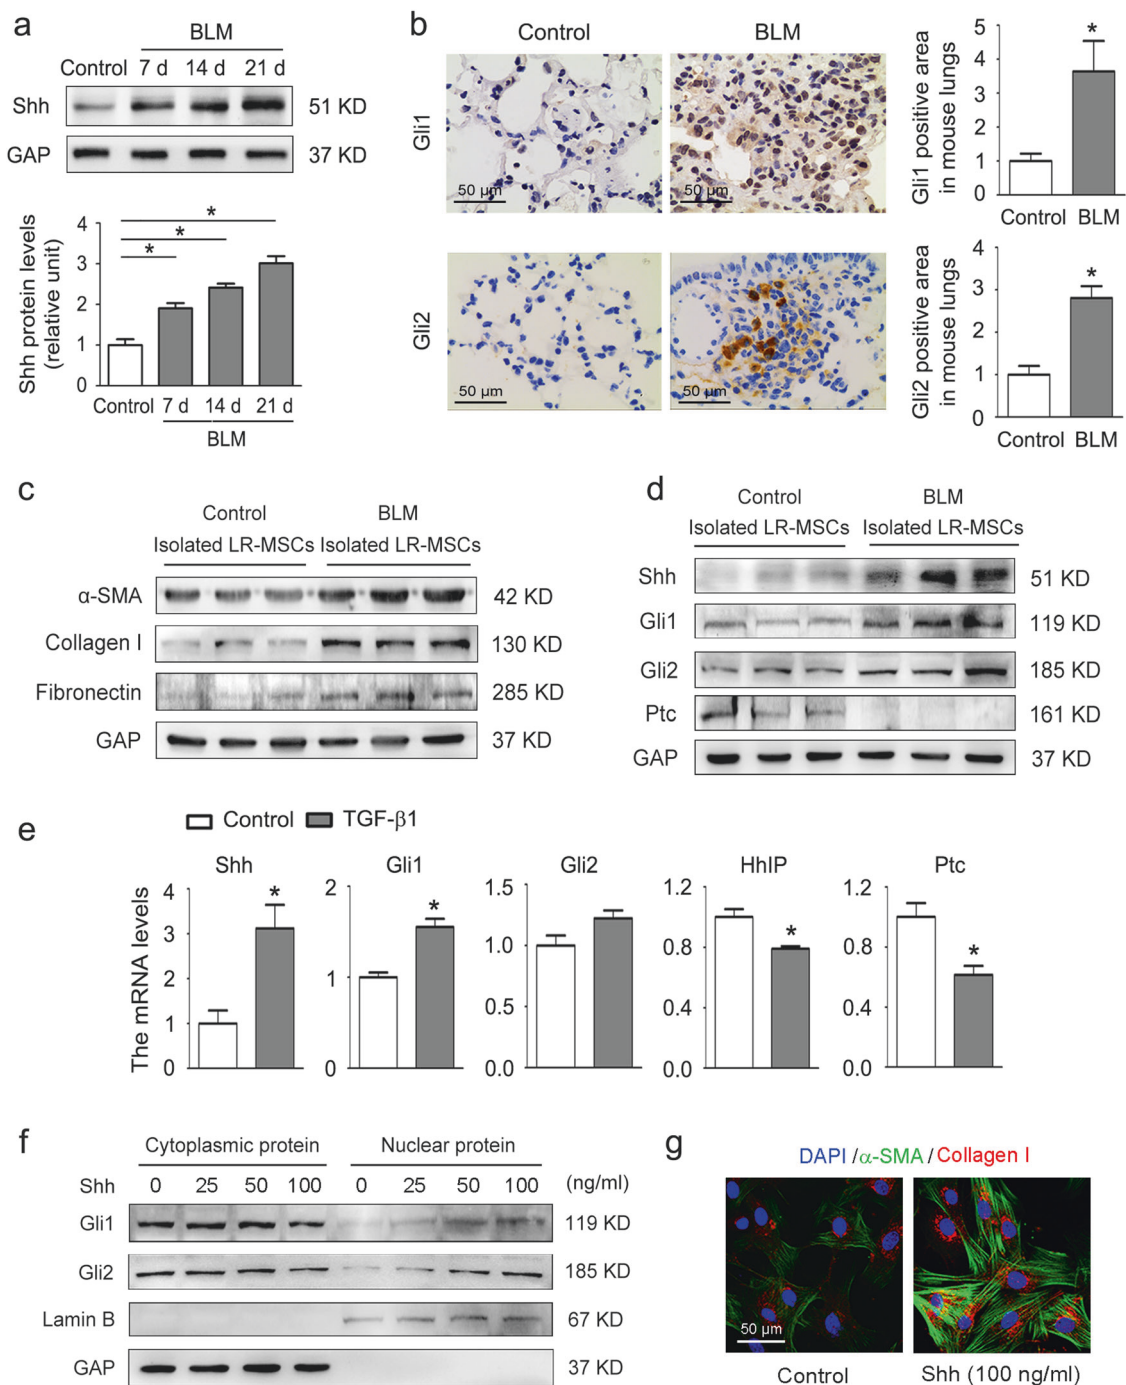 a
BLM
Control 7 d 14 d 21 d
Shh 51 KD
GAP 37 KD
Shh protein levels
(relative unit)
4
3
2
1
0
* * *
Control 7 d 14 d 21 d
BLM
b
Control BLM
Gli1
50 µm 50 µm
Gli1 positive area
in mouse lungs
5
4
3
2
1
0
*
Control BLM
Gli2
50 µm 50 µm
Gli2 positive area
in mouse lungs
4
3
2
1
0
*
Control BLM
c
Control BLM
Isolated LR-MSCs Isolated LR-MSCs
α-SMA 42 KD
Collagen I 130 KD
Fibronectin 285 KD
GAP 37 KD
d
Control BLM
Isolated LR-MSCs Isolated LR-MSCs
Shh 51 KD
Gli1 119 KD
Gli2 185 KD
Ptc 161 KD
GAP 37 KD
e
Control TGF-β1
The mRNA levels
Shh
4
3
2
1
0
*
Gli1
2
1
0
*
Gli2
1.5
1.0
0.5
0.0
HhIP
1.2
0.8
0.4
0.0
*
Ptc
1.2
0.8
0.4
0.0
*
f
Cytoplasmic protein Nuclear protein
Shh 0 25 50 100 0 25 50 100 (ng/ml)
Gli1 119 KD
Gli2 185 KD
Lamin B 67 KD
GAP 37 KD
g
DAPI /α-SMA/Collagen I
50 µm
Control Shh (100 ng/ml)